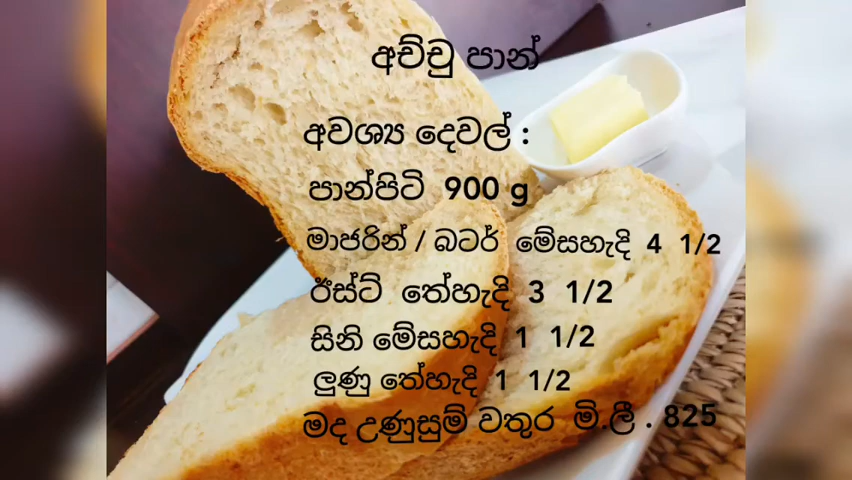 අච්චු පාන්
අවශ්‍ය දෙවල් :
පාන්පිටි 900 g
මාජරින් / බටර් මේසහැදි 4 1/2
ඊස්ට් තේහැදි 3 1/2
සිනි මේසහැදි 1 1/2
ලුණු තේහැදි 1 1/2
මද උණුසුම් වතුර මි.ලී . 825